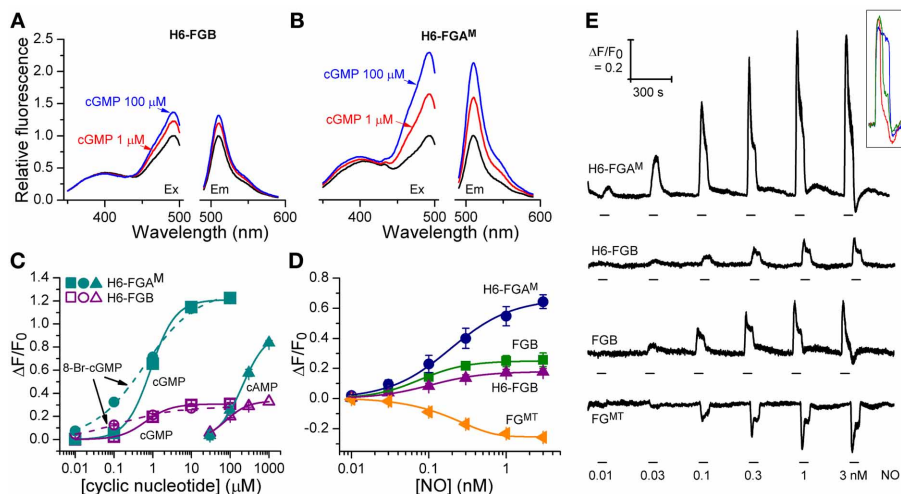 A
H6-FGB
Relative fluorescence
2.5
2.0
1.5
1.0
0.5
0.0
cGMP 100 μM
cGMP 1 μM
Ex
Em
400
500
500
600
Wavelength (nm)
B
H6-FGA^M
cGMP 100 μM
cGMP 1 μM
Ex
Em
400
500
500
600
Wavelength (nm)
C
ΔF/F0
1.4
1.2
1.0
0.8
0.6
0.4
0.2
0.0
H6-FGA^M
H6-FGB
8-Br-cGMP
cGMP
cAMP
cGMP
0.01
0.1
1
10
100
1000
[cyclic nucleotide] (μM)
D
ΔF/F0
0.8
0.6
0.4
0.2
0.0
-0.2
H6-FGA^M
FGB
H6-FGB
FG^MT
0.01
0.1
1
[NO] (nM)
E
ΔF/F0
= 0.2
300 s
H6-FGA^M
H6-FGB
FGB
FG^MT
0.01 0.03 0.1 0.3 1 3 nM NO